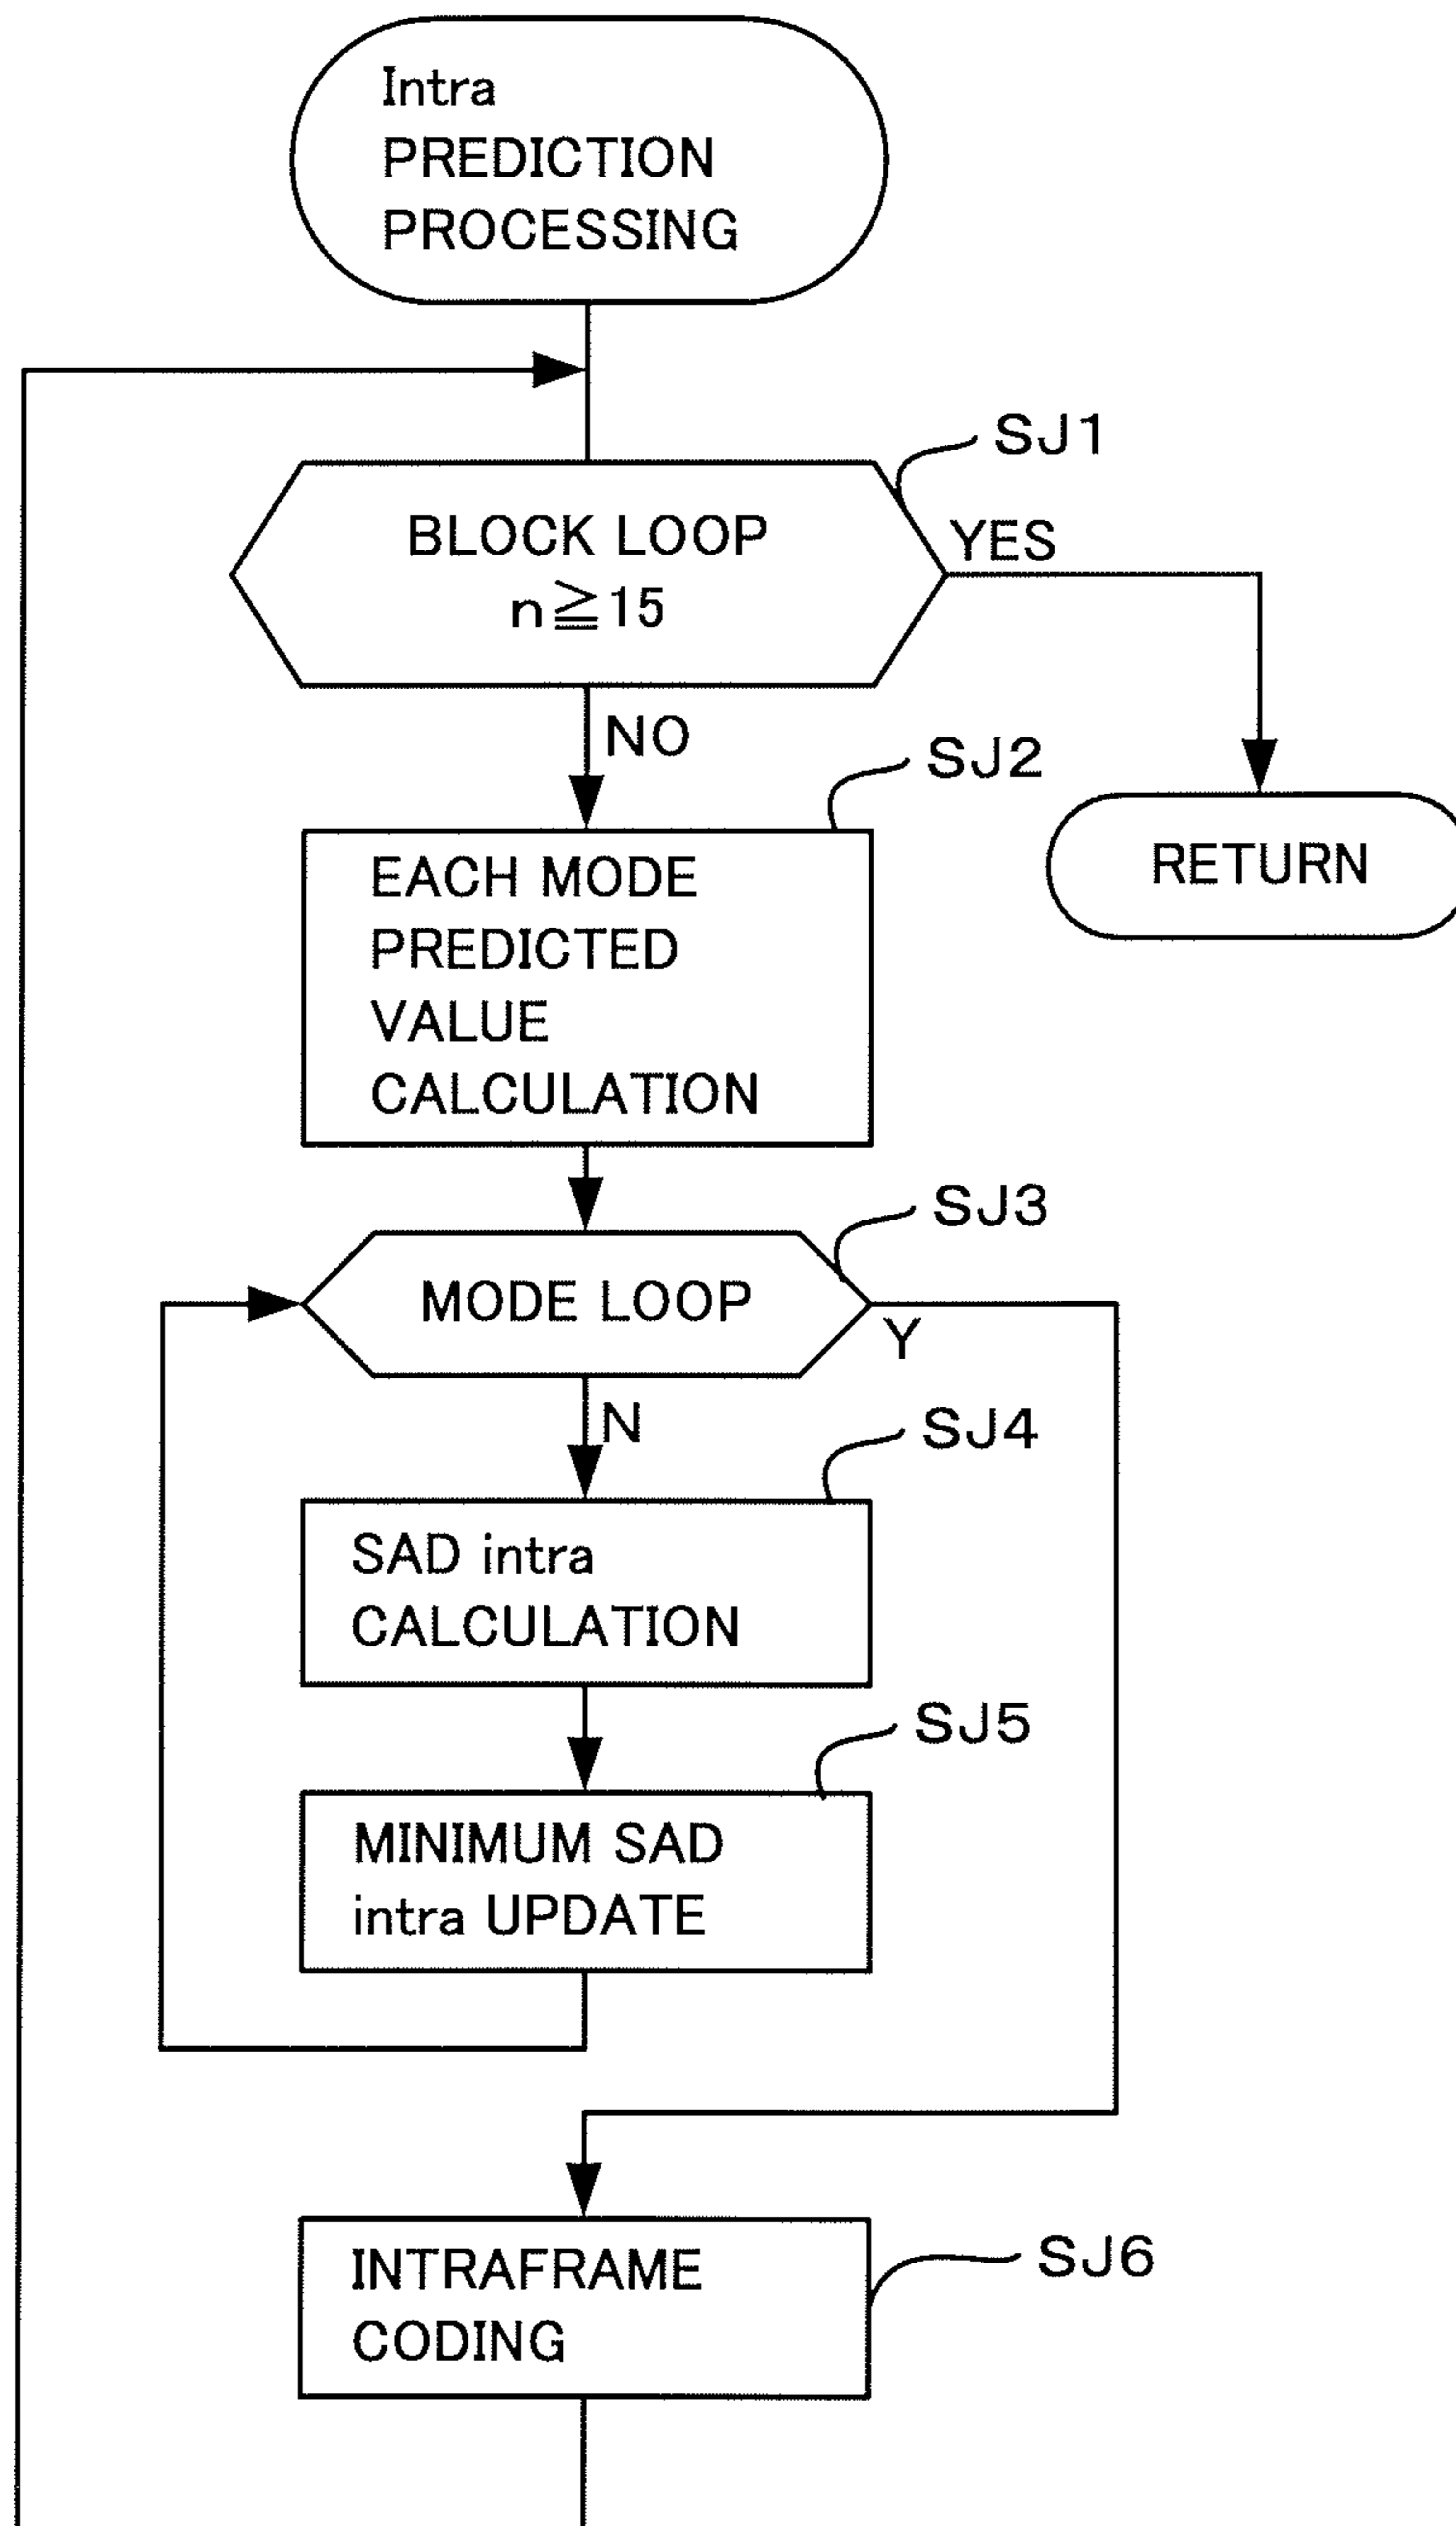 Intra
PREDICTION
PROCESSING
SJ1
BLOCK LOOP
n≧15
YES
NO
SJ2
EACH MODE
PREDICTED
VALUE
CALCULATION
RETURN
SJ3
MODE LOOP
Y
N
SJ4
SAD intra
CALCULATION
SJ5
MINIMUM SAD
intra UPDATE
INTRAFRAME
CODING
SJ6